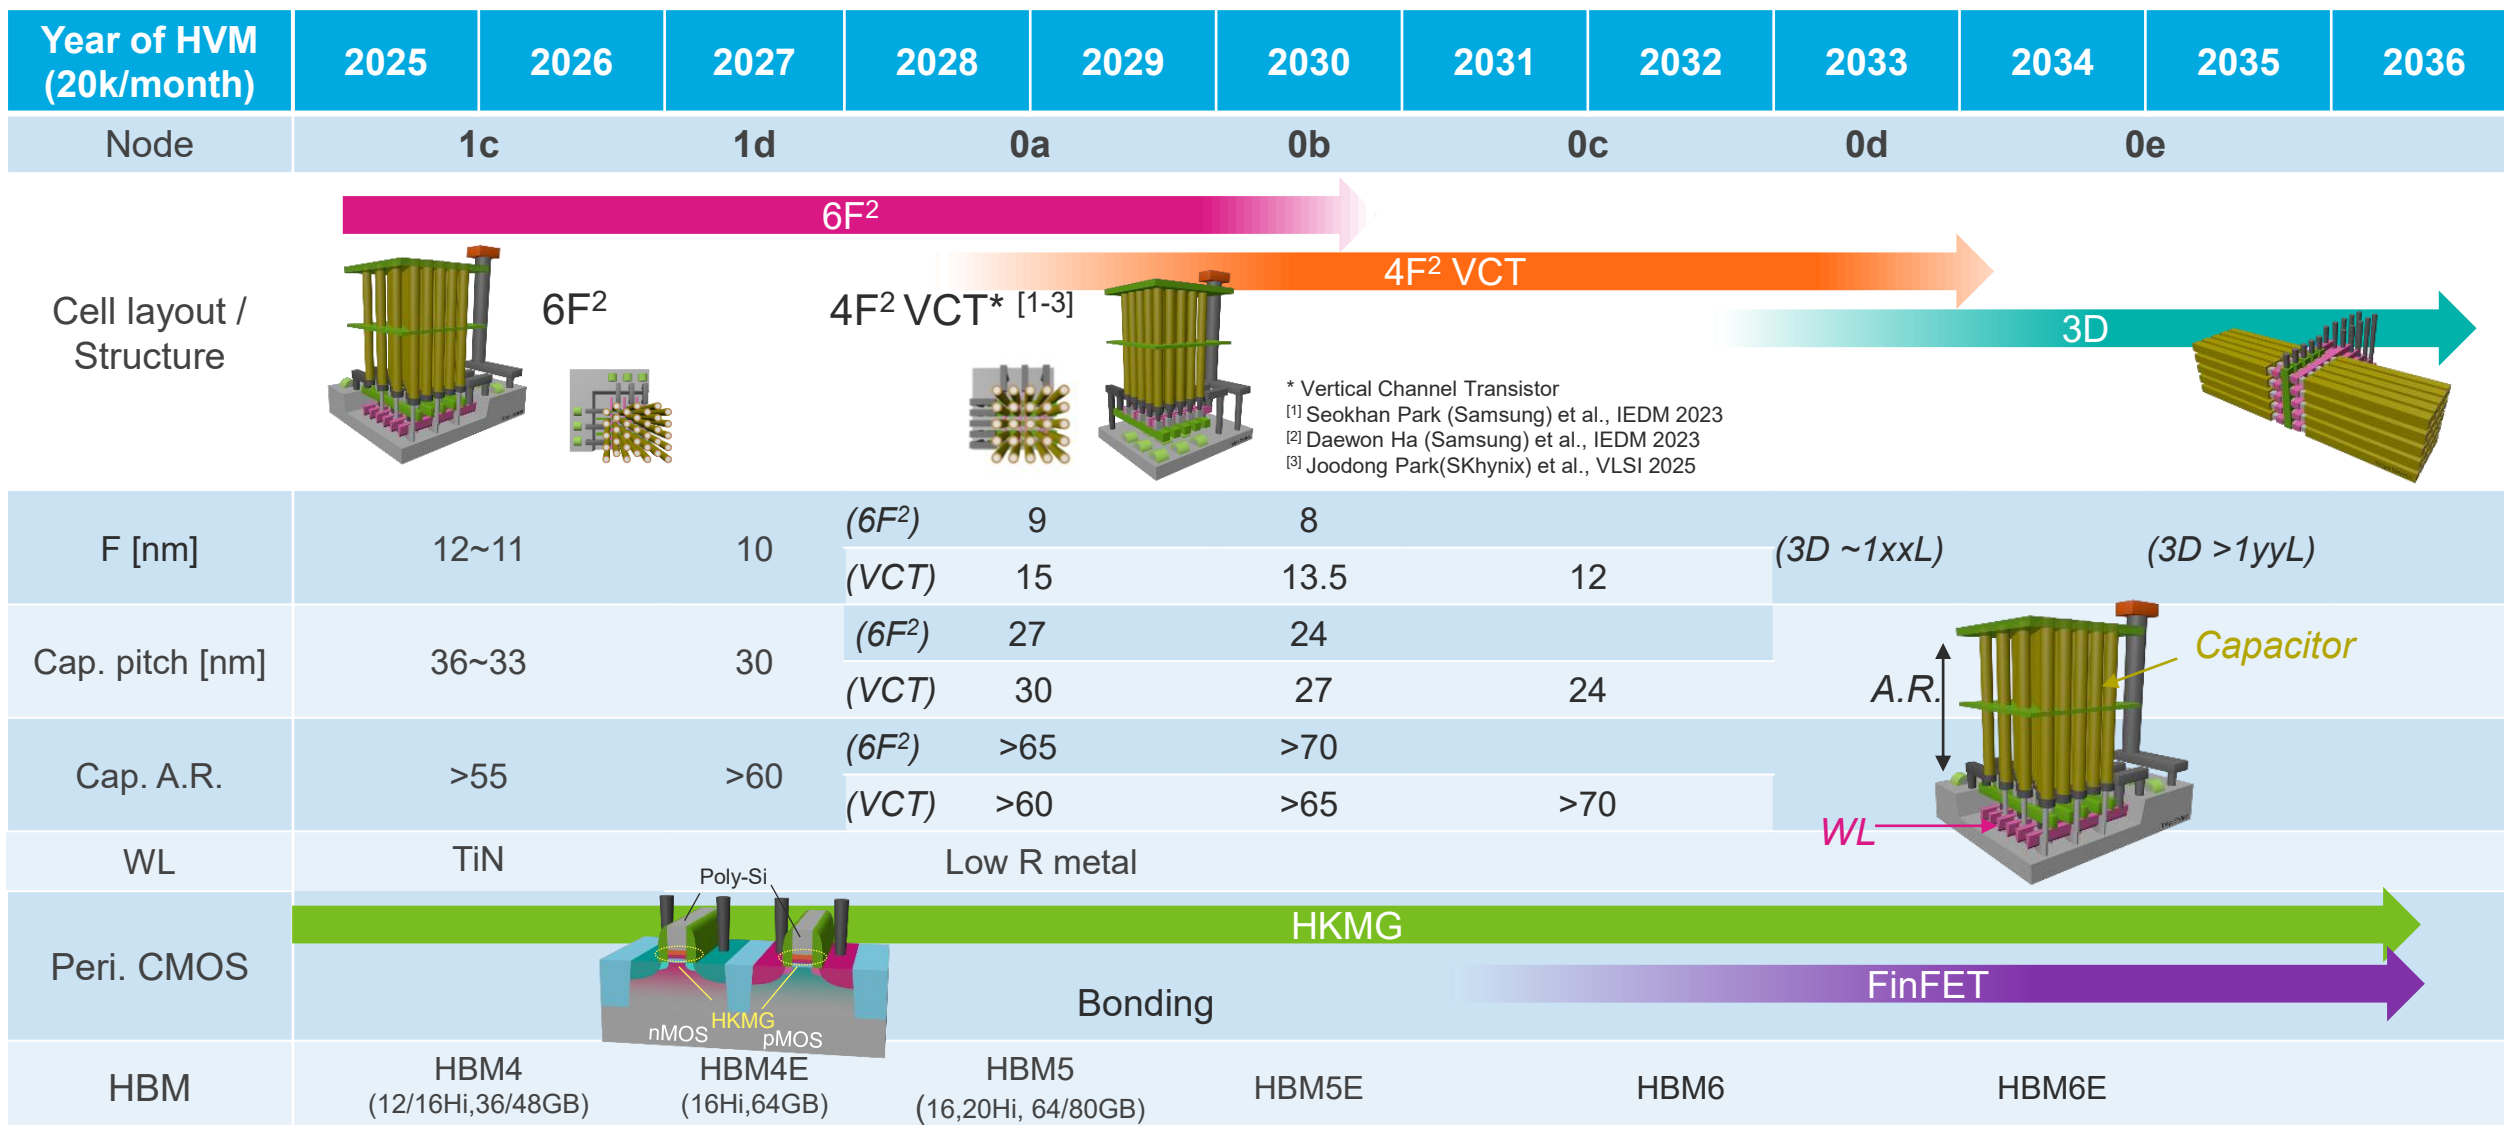 Year of HVM
(20k/month)
2025
2026
2027
2028
2029
2030
2031
2032
2033
2034
2035
2036
Node
1c
1d
0a
0b
0c
0d
0e
Cell layout /
Structure
6F²
4F² VCT
3D
6F²
4F² VCT* [1-3]
* Vertical Channel Transistor
[1] Seokhan Park (Samsung) et al., IEDM 2023
[2] Daewon Ha (Samsung) et al., IEDM 2023
[3] Joodong Park(SKhynix) et al., VLSI 2025
F [nm]
12~11
10
(6F²)
9
8
(VCT)
15
13.5
12
(3D ~1xxL)
(3D >1yyL)
Cap. pitch [nm]
36~33
30
(6F²)
27
24
(VCT)
30
27
24
Cap. A.R.
>55
>60
(6F²)
>65
>70
(VCT)
>60
>65
>70
A.R.
Capacitor
WL
WL
TiN
Low R metal
Peri. CMOS
HKMG
FinFET
Bonding
Poly-Si
HKMG
nMOS
pMOS
HBM
HBM4
(12/16Hi,36/48GB)
HBM4E
(16Hi,64GB)
HBM5
(16,20Hi, 64/80GB)
HBM5E
HBM6
HBM6E